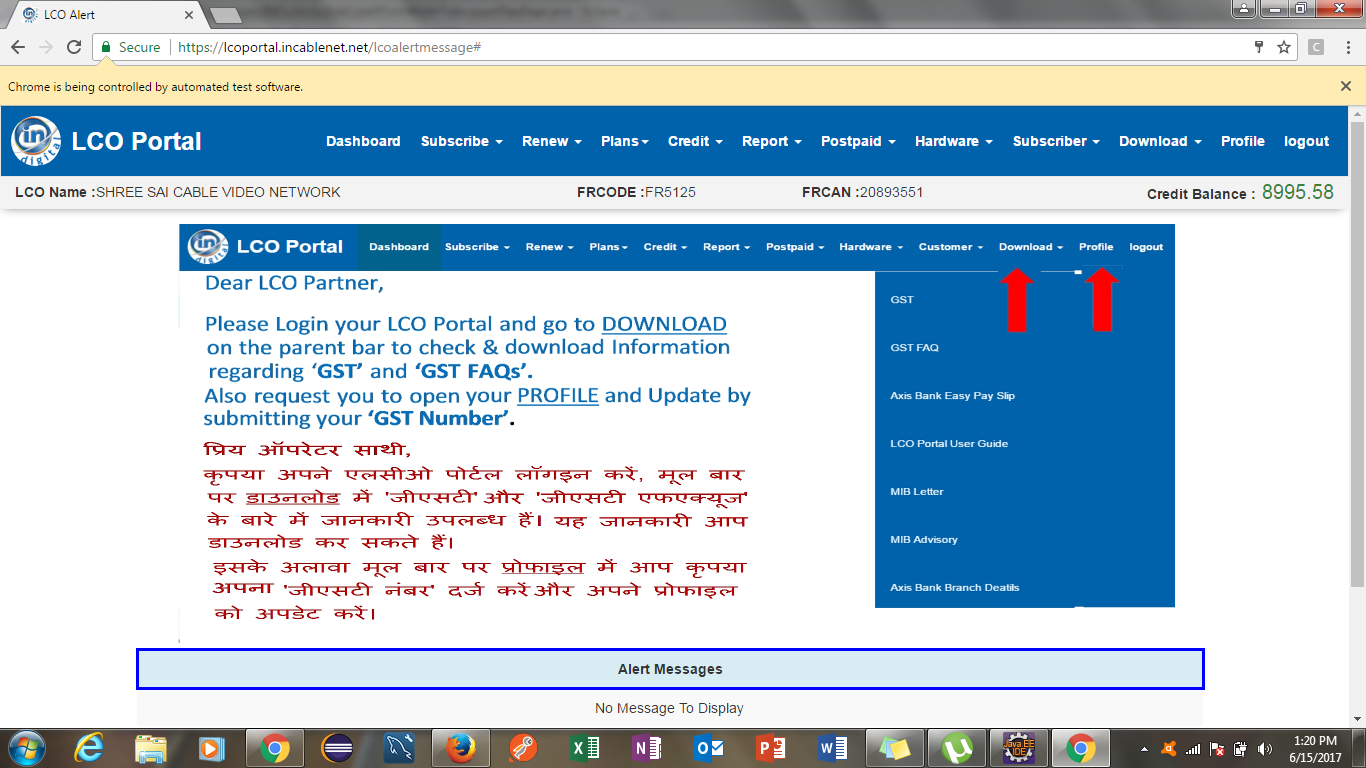 LCO Alert
Secure https://lcoportal.incablenet.net/lcoalertmessage#
C
Chrome is being controlled by automated test software.
in digital LCO Portal Dashboard Subscribe Renew Plans Credit Report Postpaid Hardware Subscriber Download Profile logout
LCO Name :SHREE SAI CABLE VIDEO NETWORK FRCODE :FR5125 FRCAN :20893551 Credit Balance : 8995.58
in digital LCO Portal Dashboard Subscribe Renew Plans Credit Report Postpaid Hardware Customer Download Profile logout
Dear LCO Partner,
Please Login your LCO Portal and go to DOWNLOAD
on the parent bar to check & download Information
regarding ‘GST’ and ‘GST FAQs’.
Also request you to open your PROFILE and Update by
submitting your ‘GST Number’.
प्रिय ऑपरेटर साथी,
कृपया अपने एलसीओ पोर्टल लॉगइन करें, मूल बार
पर डाउनलोड में 'जीएसटी' और 'जीएसटी एफएक्यूज'
के बारे में जानकारी उपलब्ध हैं। यह जानकारी आप
डाउनलोड कर सकते हैं।
इसके अलावा मूल बार पर प्रोफाइल में आप कृपया
अपना 'जीएसटी नंबर' दर्ज करें और अपने प्रोफाइल
को अपडेट करें।
GST
GST FAQ
Axis Bank Easy Pay Slip
LCO Portal User Guide
MIB Letter
MIB Advisory
Axis Bank Branch Deatils
Alert Messages
No Message To Display
Java EE IDE
1:20 PM
6/15/2017